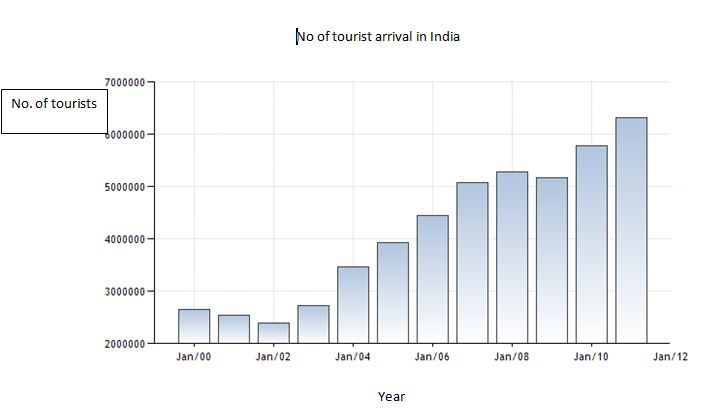 No of tourist arrival in India
No. of tourists
7000000
6000000
5000000
4000000
3000000
2000000
Jan/00
Jan/02
Jan/04
Jan/06
Jan/08
Jan/10
Jan/12
Year